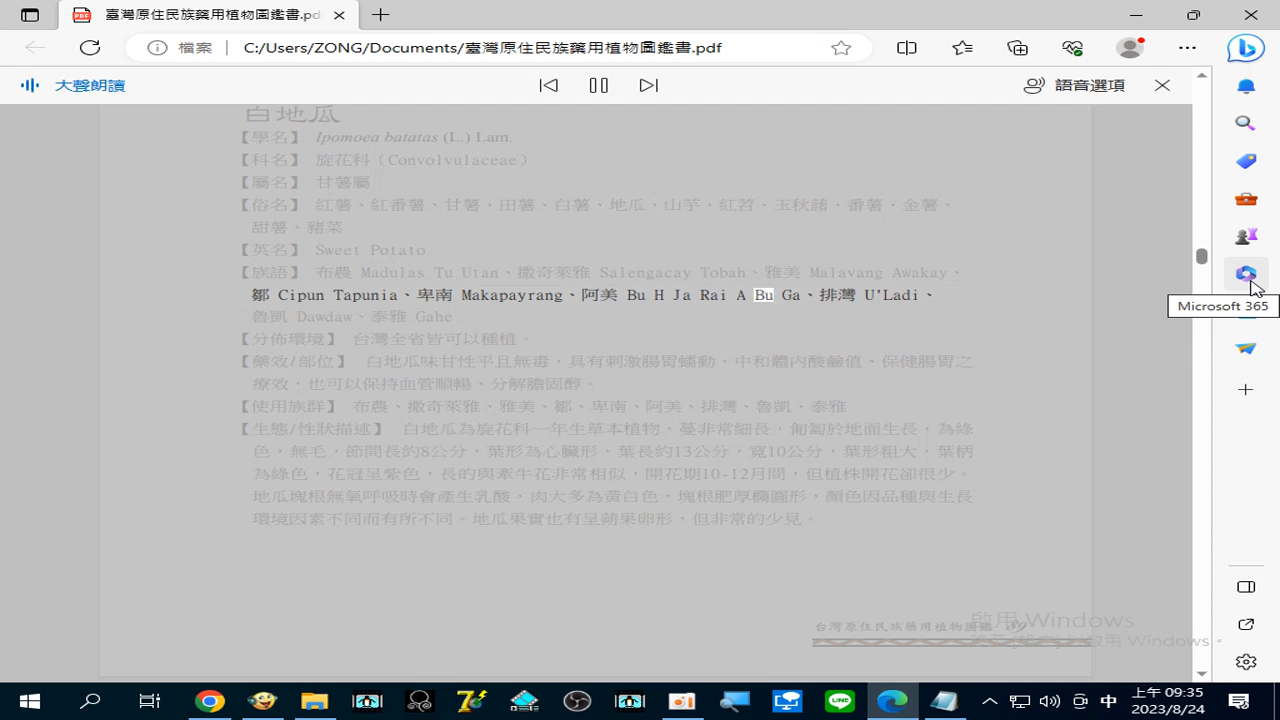 臺灣原住民族藥用植物圖鑑書.pdf
檔案 C:/Users/ZONG/Documents/臺灣原住民族藥用植物圖鑑書.pdf
大聲朗讀
語音選項
白地瓜
【學名】 Ipomoea batatas (L.) Lam.
【科名】 旋花科（Convolvulaceae）
【屬名】 甘薯屬
【俗名】 紅薯、紅番薯、甘薯、田薯、白薯、地瓜、山芋、紅苕、玉秋藷、番薯、金薯、
甜薯、豬菜
【英名】 Sweet Potato
【族語】 布農 Madulas Tu Utan、撒奇萊雅 Salengacay Tobah、雅美 Malavang Awakay、
鄒 Cipun Tapunia、卑南 Makapayrang、阿美 Bu H Ja Rai A Bu Ga、排灣 U'Ladi、
魯凱 Dawdaw、泰雅 Gahe
【分佈環境】 台灣全省皆可以種植。
【藥效/部位】 白地瓜味甘性平且無毒，具有刺激腸胃蠕動、中和體內酸鹼值、保健腸胃之
療效，也可以保持血管順暢、分解膽固醇。
【使用族群】 布農、撒奇萊雅、雅美、鄒、卑南、阿美、排灣、魯凱、泰雅
【生態/性狀描述】 白地瓜為旋花科一年生草本植物，蔓非常細長，匍匐於地面生長，為綠
色，無毛，節間長約8公分，葉形為心臟形，葉長約13公分，寬10公分，葉形粗大，葉柄
為綠色，花冠呈紫色，長的與牽牛花非常相似，開花期10-12月間，但植株開花卻很少。
地瓜塊根無氧呼吸時會產生乳酸，肉大多為黃白色，塊根肥厚橢圓形，顏色因品種與生長
環境因素不同而有所不同。地瓜果實也有呈蘋果卵形，但非常的少見。
台灣原住民族藥用植物圖鑑
啟用 Windows
Microsoft 365
LINE
中
上午 09:35
2023/8/24